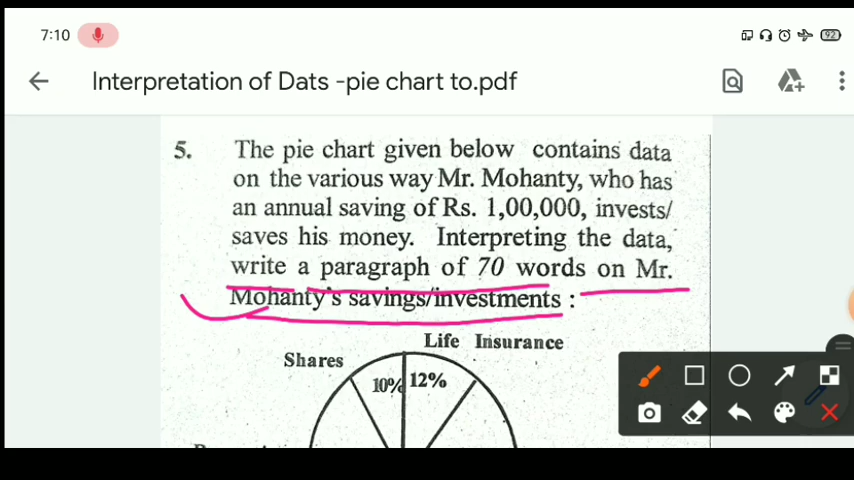 7:10
92
Interpretation of Dats -pie chart to.pdf
5. The pie chart given below contains data
on the various way Mr. Mohanty, who has
an annual saving of Rs. 1,00,000, invests/
saves his money. Interpreting the data,
write a paragraph of 70 words on Mr.
Mohanty's savings/investments :
Life Insurance
Shares
10% 12%